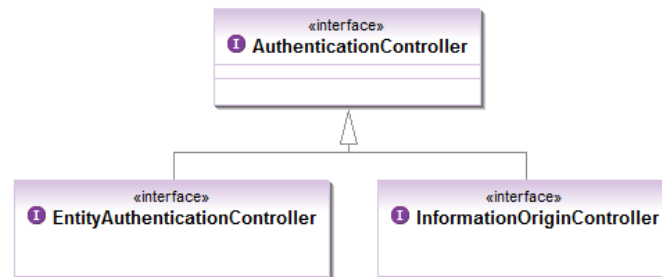 «interface»
I AuthenticationController
«interface»
I EntityAuthenticationController
«interface»
I InformationOriginController